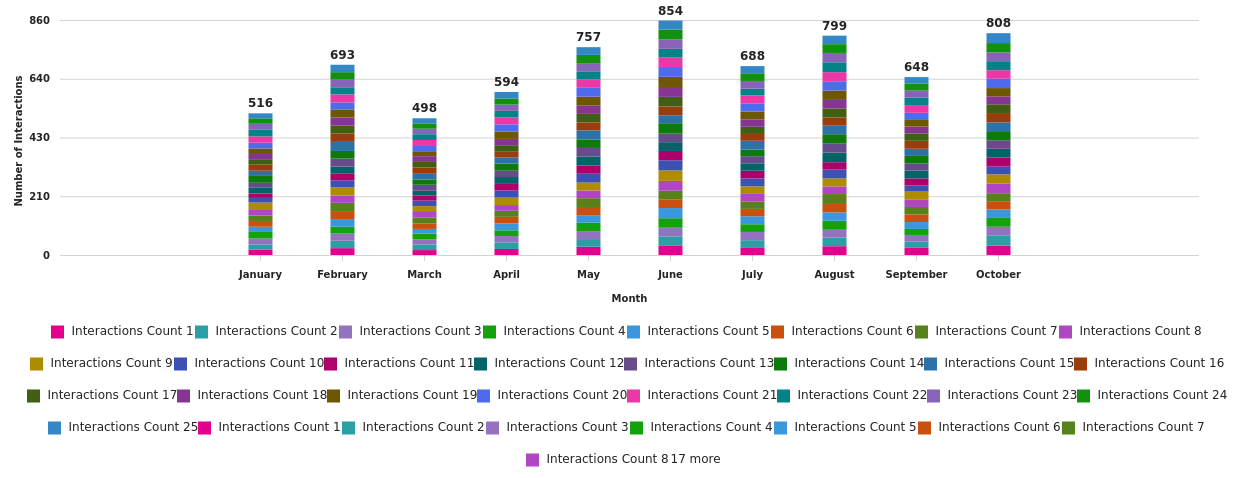 854
860
808
799
757
693
688
640
648
594
516
498
430
210
0
Number of Interactions
January February March April May June July August September October
Month
Interactions Count 1 Interactions Count 2 Interactions Count 3 Interactions Count 4 Interactions Count 5 Interactions Count 6 Interactions Count 7 Interactions Count 8
Interactions Count 9 Interactions Count 10 Interactions Count 11 Interactions Count 12 Interactions Count 13 Interactions Count 14 Interactions Count 15 Interactions Count 16
Interactions Count 17 Interactions Count 18 Interactions Count 19 Interactions Count 20 Interactions Count 21 Interactions Count 22 Interactions Count 23 Interactions Count 24
Interactions Count 25 Interactions Count 1 Interactions Count 2 Interactions Count 3 Interactions Count 4 Interactions Count 5 Interactions Count 6 Interactions Count 7
Interactions Count 8 17 more